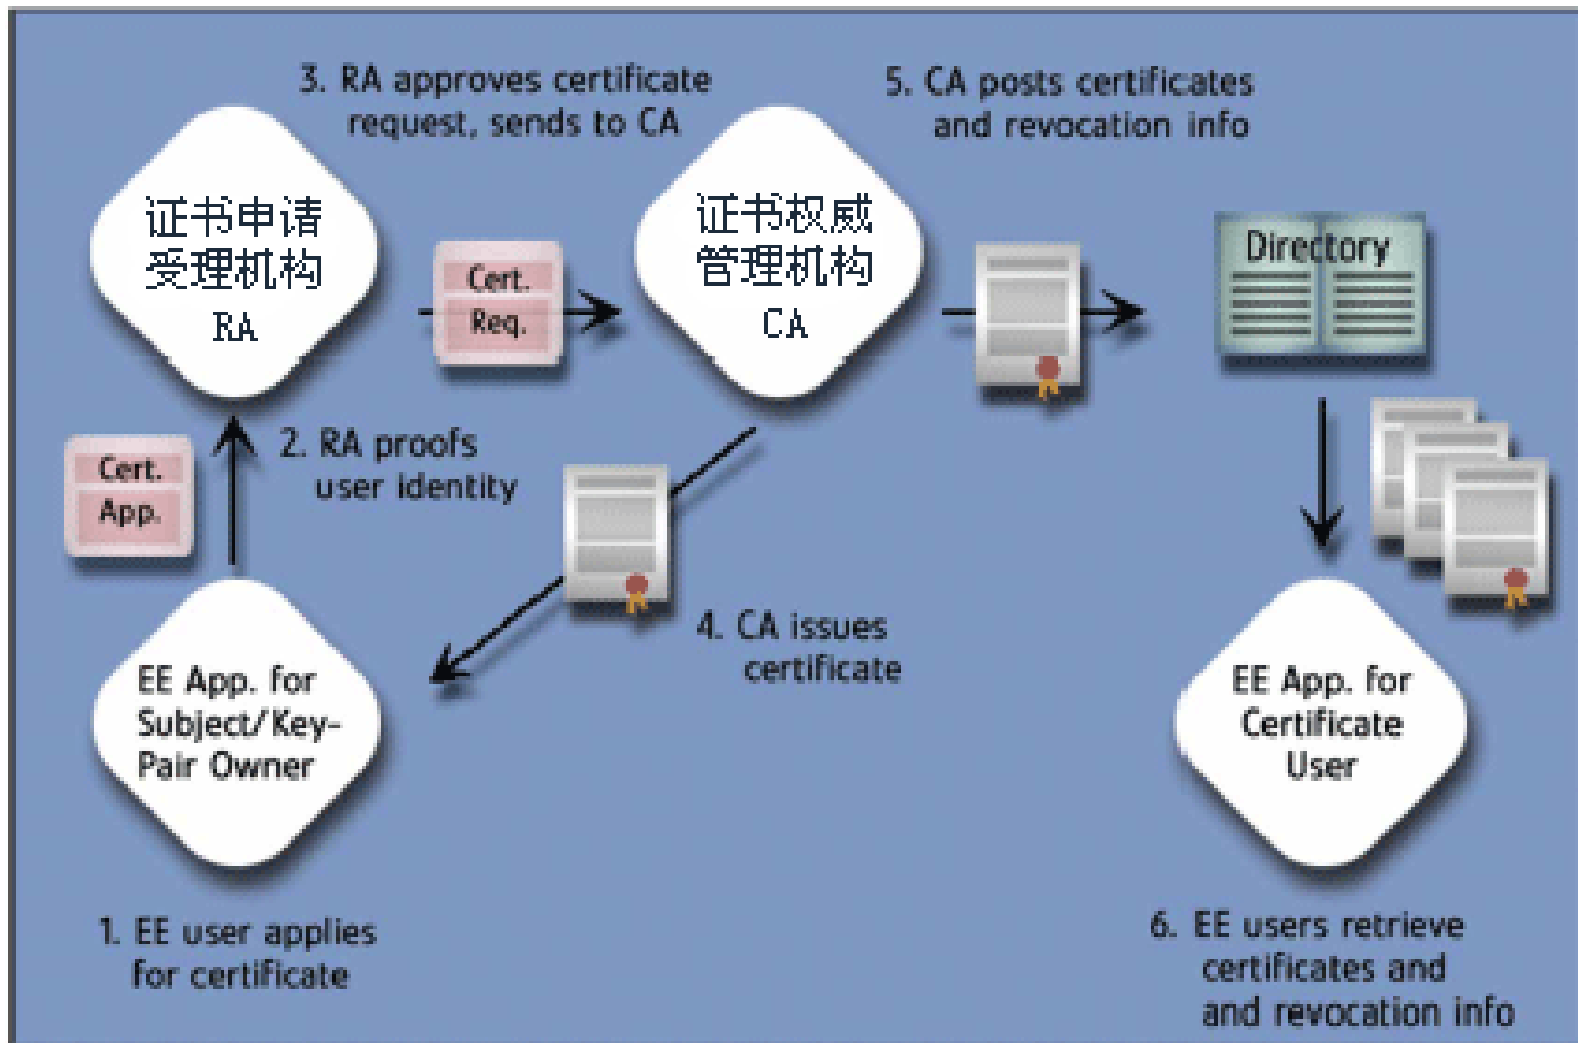 3. RA approves certificate
request, sends to CA
5. CA posts certificates
and revocation info
证书申请
受理机构
RA
Cert.
Req.
证书权威
管理机构
CA
Directory
Cert.
App.
2. RA proofs
user identity
4. CA issues
certificate
EE App. for
Subject/Key-
Pair Owner
EE App. for
Certificate
User
1. EE user applies
for certificate
6. EE users retrieve
certificates and
and revocation info